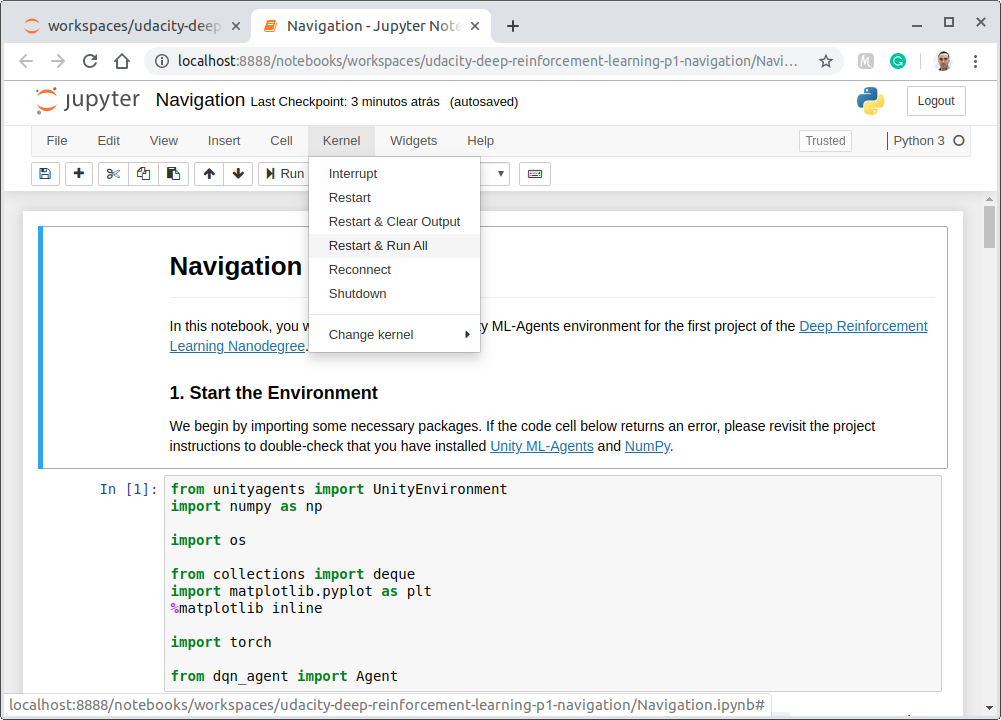 workspaces/udacity-deep
Navigation - Jupyter Note
localhost:8888/notebooks/workspaces/udacity-deep-reinforcement-learning-p1-navigation/Navi...
jupyter Navigation Last Checkpoint: 3 minutos atrás (autosaved)
Logout
File Edit View Insert Cell Kernel Widgets Help
Trusted
Python 3
Run
Interrupt
Restart
Restart & Clear Output
Restart & Run All
Reconnect
Shutdown
Change kernel
Navigation
In this notebook, you w
y ML-Agents environment for the first project of the Deep Reinforcement
Learning Nanodegree.
1. Start the Environment
We begin by importing some necessary packages. If the code cell below returns an error, please revisit the project
instructions to double-check that you have installed Unity ML-Agents and NumPy.
In [1]:
from unityagents import UnityEnvironment
import numpy as np
import os
from collections import deque
import matplotlib.pyplot as plt
%matplotlib inline
import torch
from dqn_agent import Agent
localhost:8888/notebooks/workspaces/udacity-deep-reinforcement-learning-p1-navigation/Navigation.ipynb#